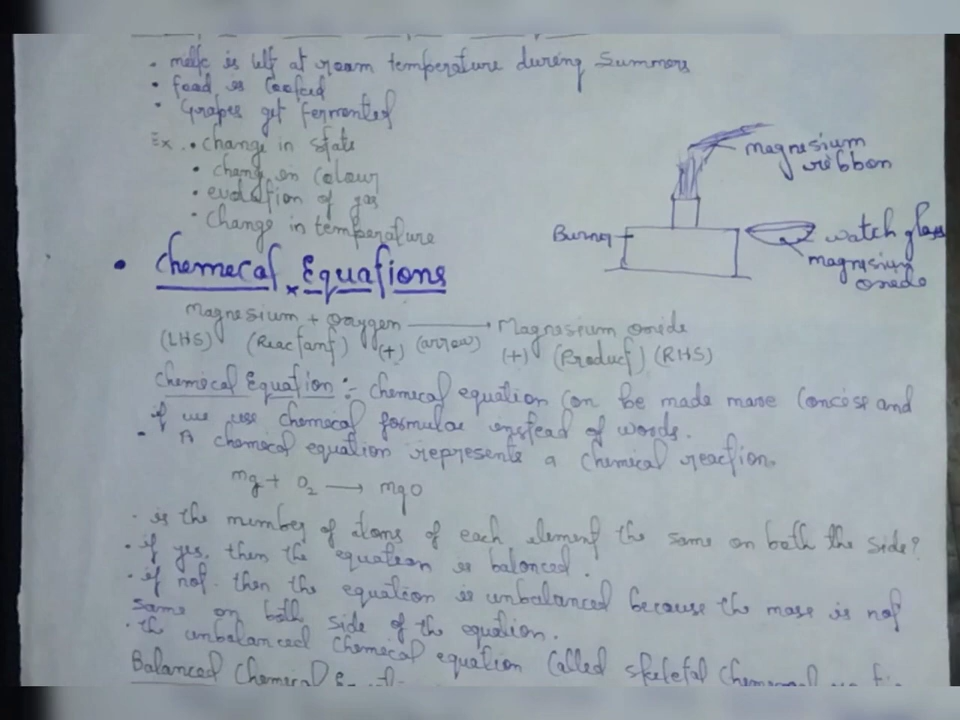 • milk is left at room temperature during Summers
• food is Cooked
• Grapes get fermented
Ex . • change in state
• change in Colour
• evolution of gas
• change in temperature
magnesium
ribbon
Burner
watch glass
magnesium
• Chemecal Equations
Magnesium + Oxygen ⟶ Magnesium oxide
(LHS) (Reactant) (+) (arrow) (+) (Product) (RHS)
Chemical Equation :- chemical equation can be made more Concise and
if we use chemical formulae instead of words.
• A chemical equation represents a chemical reaction.
mg + O₂ ⟶ mgO
• is the number of atoms of each element the same on both the side?
• if yes, then the equation is balanced.
• if not then the equation is unbalanced because the mass is not
same on both side of the equation.
• the unbalanced chemical equation Called skeletal
Balanced Chemical